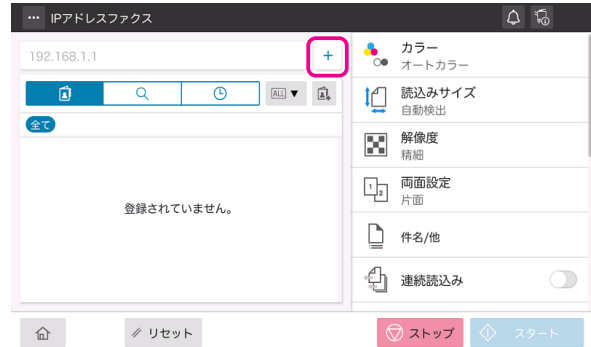 IPアドレスファクス
192.168.1.1
ALL
全て
登録されていません。
カラー
オートカラー
読込みサイズ
自動検出
解像度
精細
両面設定
片面
件名/他
連続読込み
リセット
ストップ
スタート